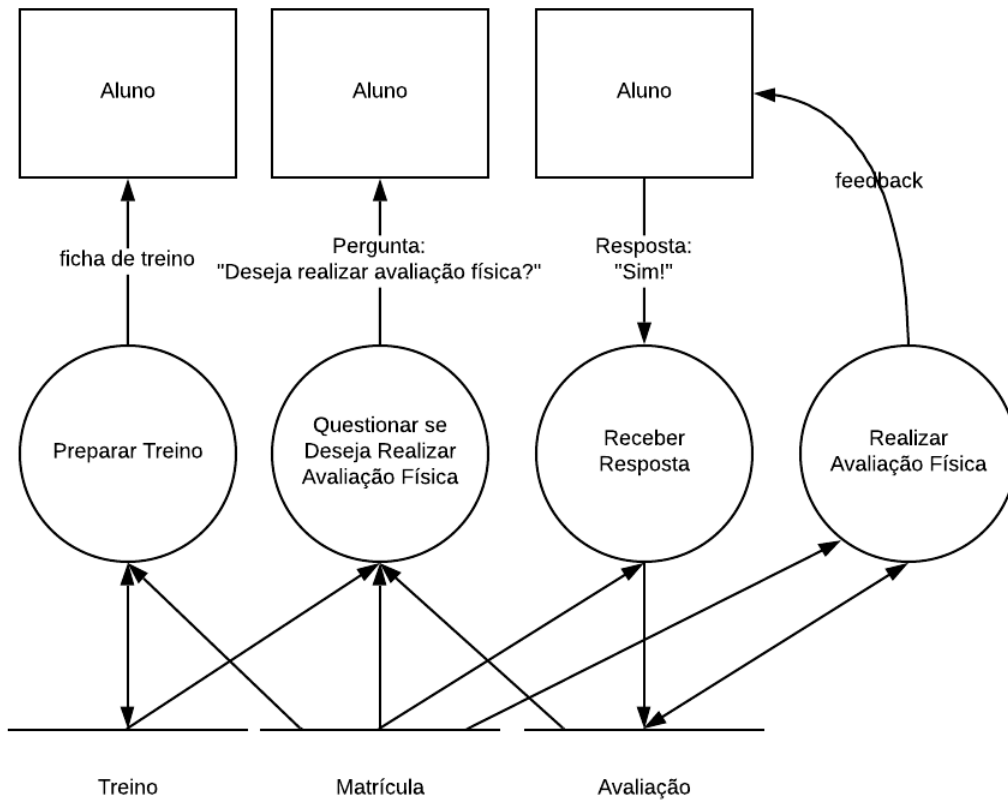 Aluno
Aluno
Aluno
feedback
ficha de treino
Pergunta:
"Deseja realizar avaliação física?"
Resposta:
"Sim!"
Preparar Treino
Questionar se
Deseja Realizar
Avaliação Física
Receber
Resposta
Realizar
Avaliação Física
Treino
Matrícula
Avaliação